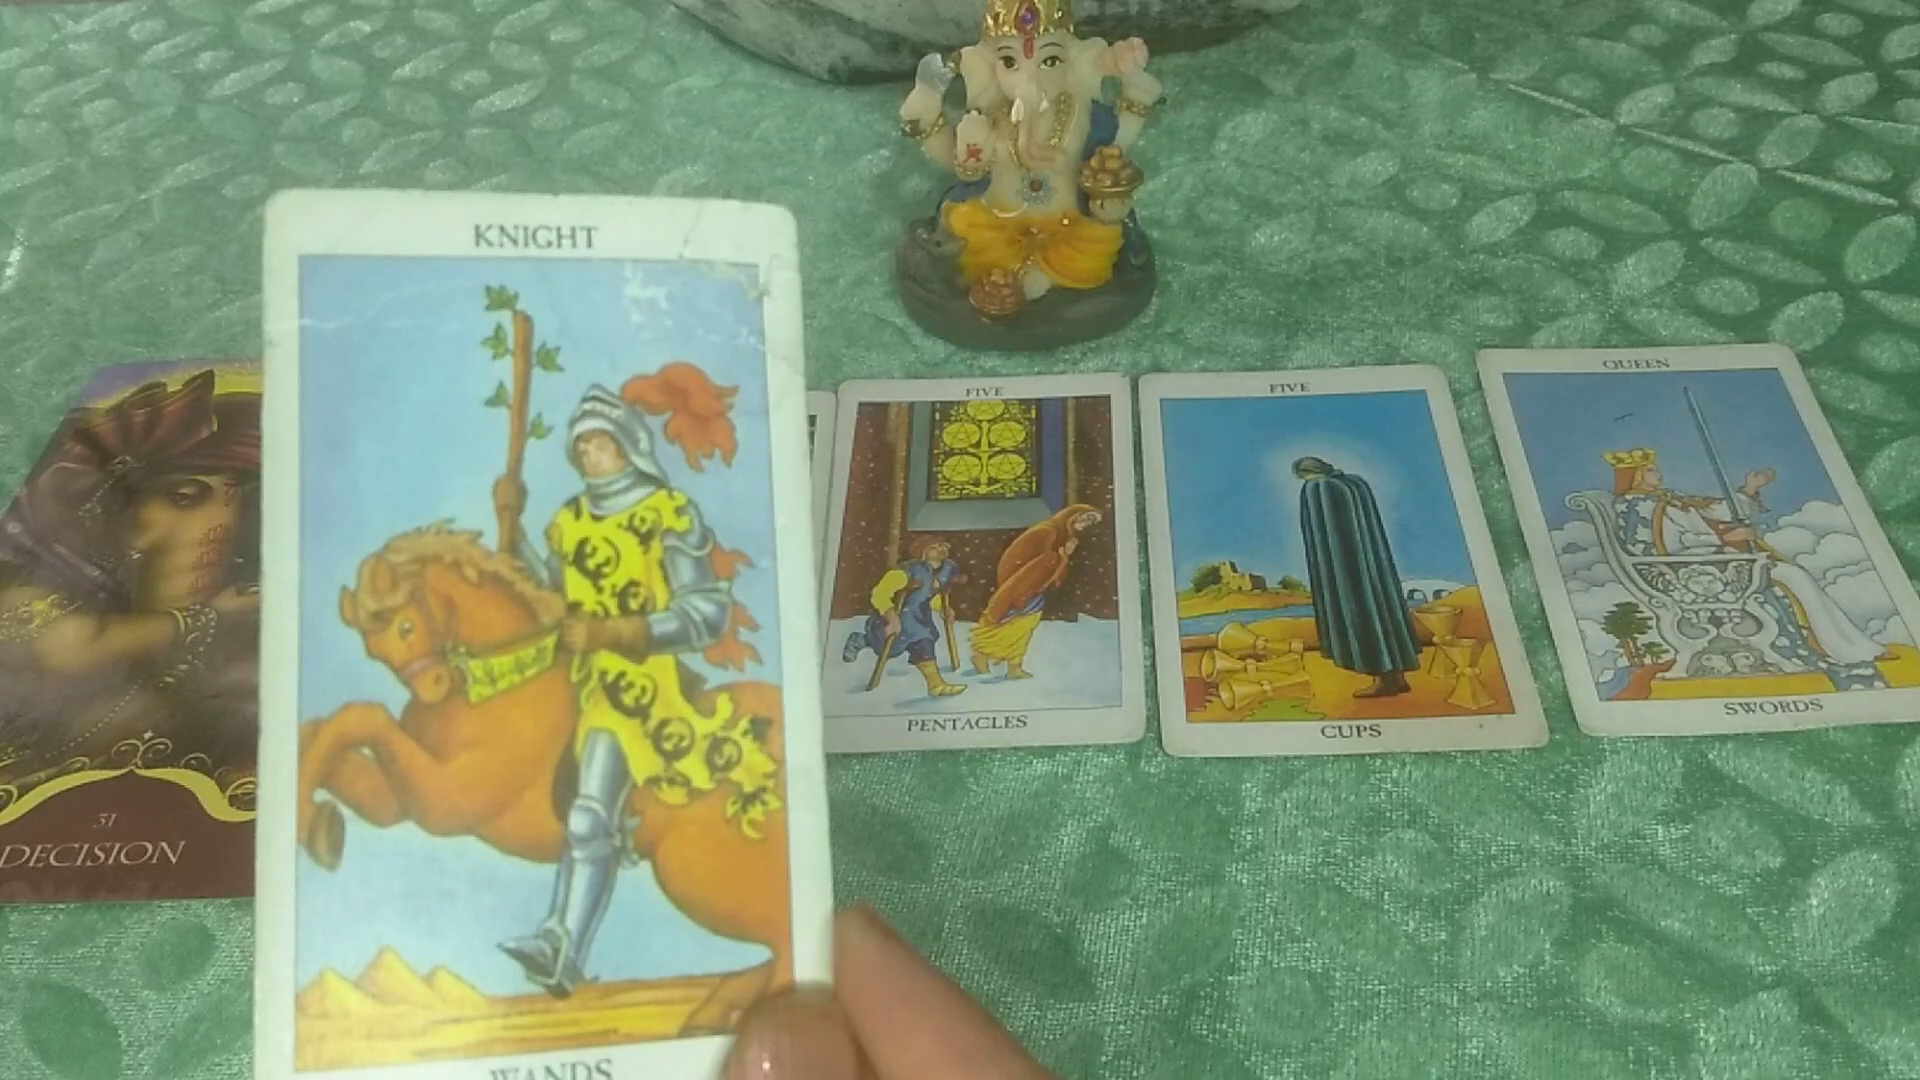 KNIGHT
WANDS
31
DECISION
FIVE
PENTACLES
FIVE
CUPS
QUEEN
SWORDS